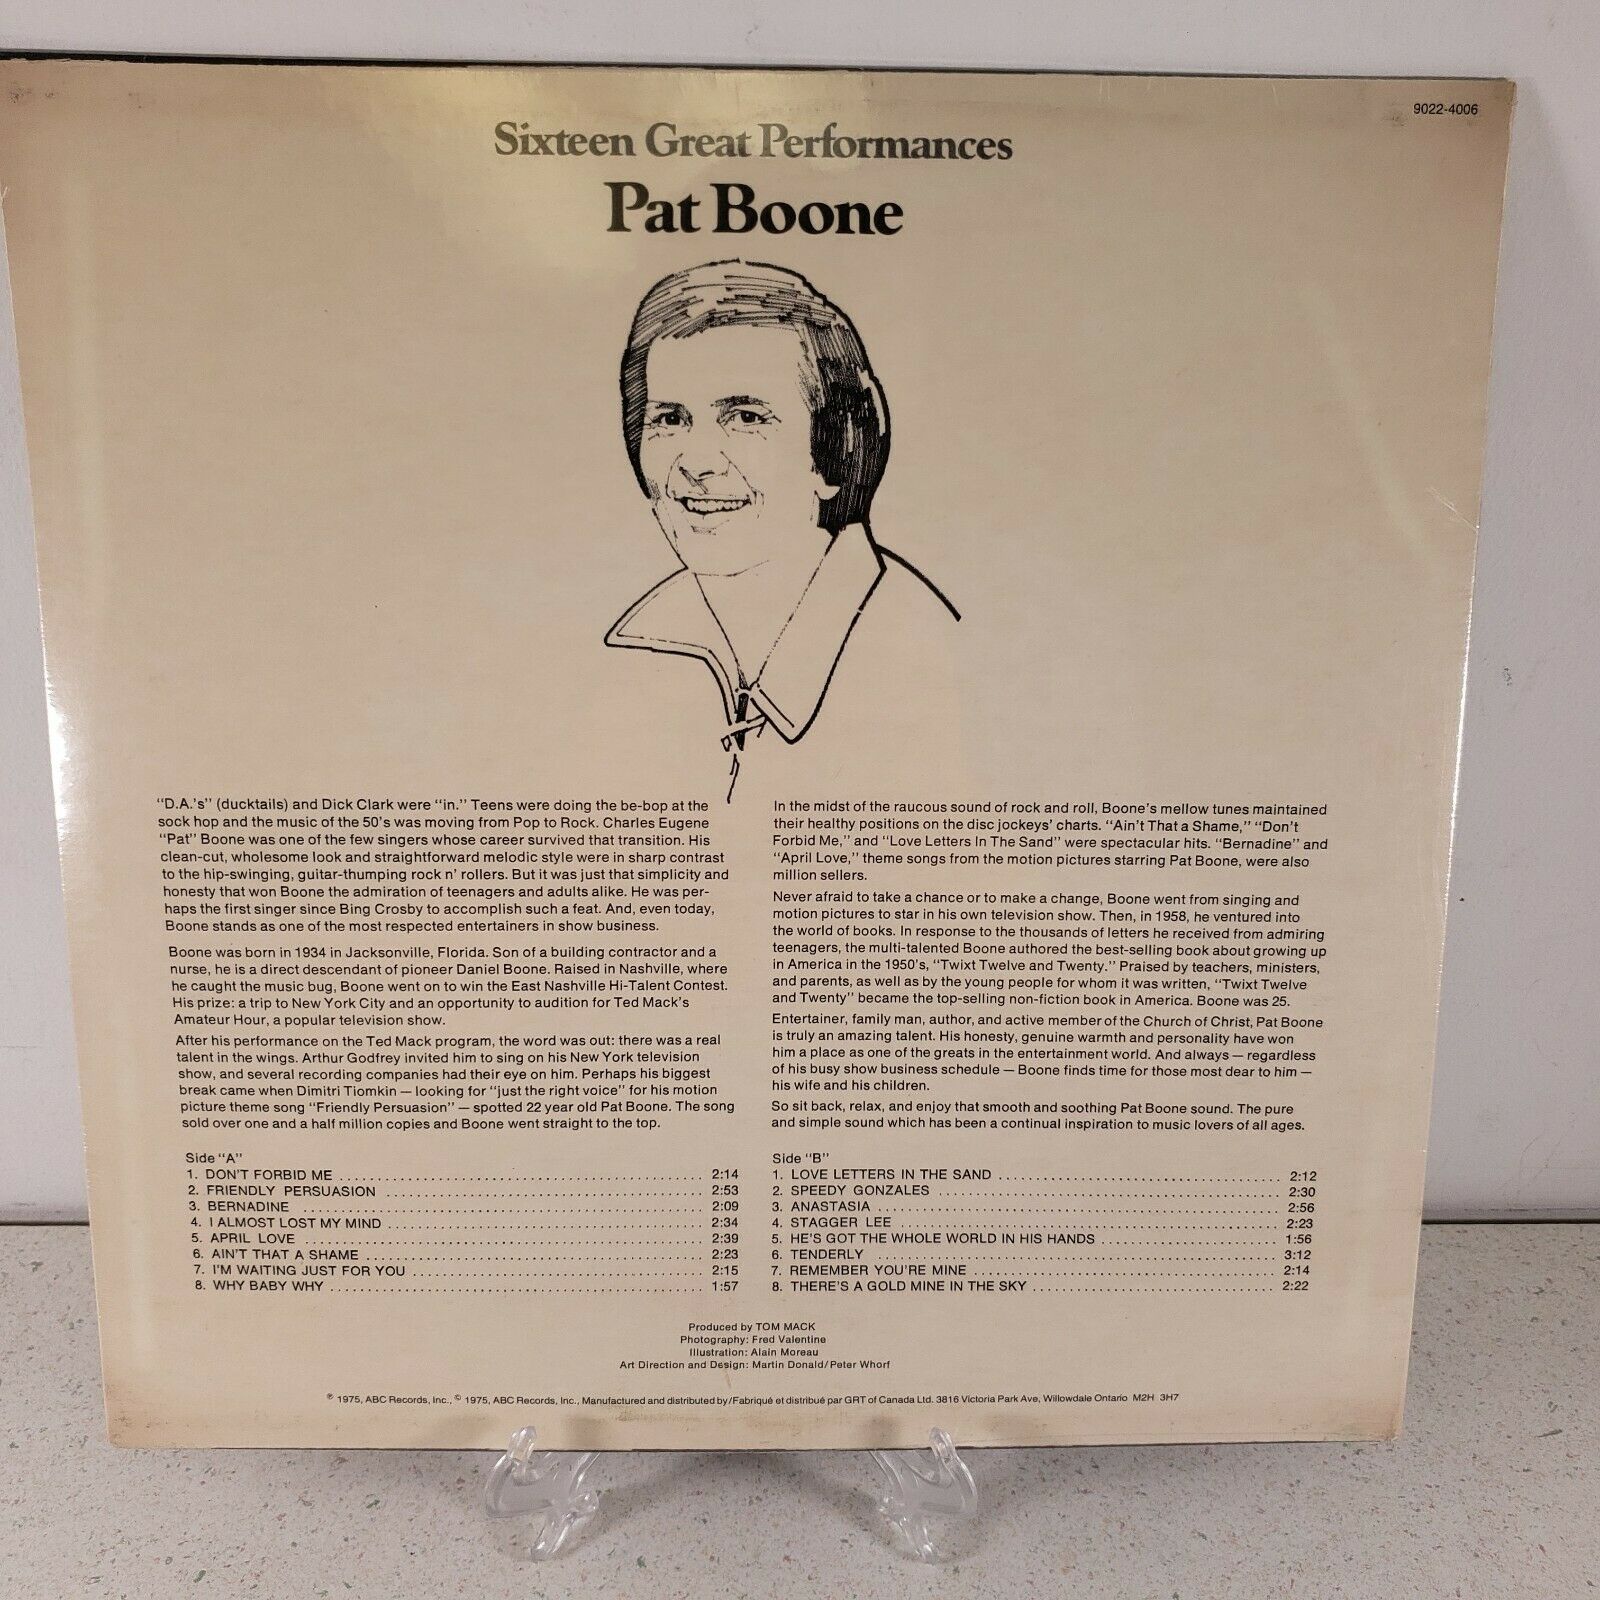 9022-4006
Sixteen Great Performances
Pat Boone
"D.A.'s" (ducktails) and Dick Clark were "in." Teens were doing the be-bop at the
sock hop and the music of the 50's was moving from Pop to Rock. Charles Eugene
"Pat" Boone was one of the few singers whose career survived that transition. His
clean-cut, wholesome look and straightforward melodic style were in sharp contrast
to the hip-swinging, guitar-thumping rock n' rollers. But it was just that simplicity and
honesty that won Boone the admiration of teenagers and adults alike. He was per-
haps the first singer since Bing Crosby to accomplish such a feat. And, even today,
Boone stands as one of the most respected entertainers in show business.
Boone was born in 1934 in Jacksonville, Florida. Son of a building contractor and a
nurse, he is a direct descendant of pioneer Daniel Boone. Raised in Nashville, where
he caught the music bug, Boone went on to win the East Nashville Hi-Talent Contest.
His prize: a trip to New York City and an opportunity to audition for Ted Mack's
Amateur Hour, a popular television show.
After his performance on the Ted Mack program, the word was out: there was a real
talent in the wings. Arthur Godfrey invited him to sing on his New York television
show, and several recording companies had their eye on him. Perhaps his biggest
break came when Dimitri Tiomkin — looking for "just the right voice" for his motion
picture theme song "Friendly Persuasion" — spotted 22 year old Pat Boone. The song
sold over one and a half million copies and Boone went straight to the top.
In the midst of the raucous sound of rock and roll, Boone's mellow tunes maintained
their healthy positions on the disc jockeys' charts. "Ain't That a Shame," "Don't
Forbid Me," and "Love Letters In The Sand" were spectacular hits. "Bernadine" and
"April Love," theme songs from the motion pictures starring Pat Boone, were also
million sellers.
Never afraid to take a chance or to make a change, Boone went from singing and
motion pictures to star in his own television show. Then, in 1958, he ventured into
the world of books. In response to the thousands of letters he received from admiring
teenagers, the multi-talented Boone authored the best-selling book about growing up
in America in the 1950's, "Twixt Twelve and Twenty." Praised by teachers, ministers,
and parents, as well as by the young people for whom it was written, "Twixt Twelve
and Twenty" became the top-selling non-fiction book in America. Boone was 25.
Entertainer, family man, author, and active member of the Church of Christ, Pat Boone
is truly an amazing talent. His honesty, genuine warmth and personality have won
him a place as one of the greats in the entertainment world. And always — regardless
of his busy show business schedule — Boone finds time for those most dear to him —
his wife and his children.
So sit back, relax, and enjoy that smooth and soothing Pat Boone sound. The pure
and simple sound which has been a continual inspiration to music lovers of all ages.
Side "A"
1. DON'T FORBID ME 2:14
2. FRIENDLY PERSUASION 2:53
3. BERNADINE 2:09
4. I ALMOST LOST MY MIND 2:34
5. APRIL LOVE 2:39
6. AIN'T THAT A SHAME 2:23
7. I'M WAITING JUST FOR YOU 2:15
8. WHY BABY WHY 1:57
Side "B"
1. LOVE LETTERS IN THE SAND 2:12
2. SPEEDY GONZALES 2:30
3. ANASTASIA 2:56
4. STAGGER LEE 2:23
5. HE'S GOT THE WHOLE WORLD IN HIS HANDS 1:56
6. TENDERLY 3:12
7. REMEMBER YOU'RE MINE 2:14
8. THERE'S A GOLD MINE IN THE SKY 2:22
Produced by TOM MACK
Photography: Fred Valentine
Illustration: Alain Moreau
Art Direction and Design: Martin Donald/Peter Whorf
℗ 1975, ABC Records, Inc., © 1975, ABC Records, Inc., Manufactured and distributed by/Fabriqué et distribué par GRT of Canada Ltd. 3816 Victoria Park Ave, Willowdale Ontario M2H 3H7